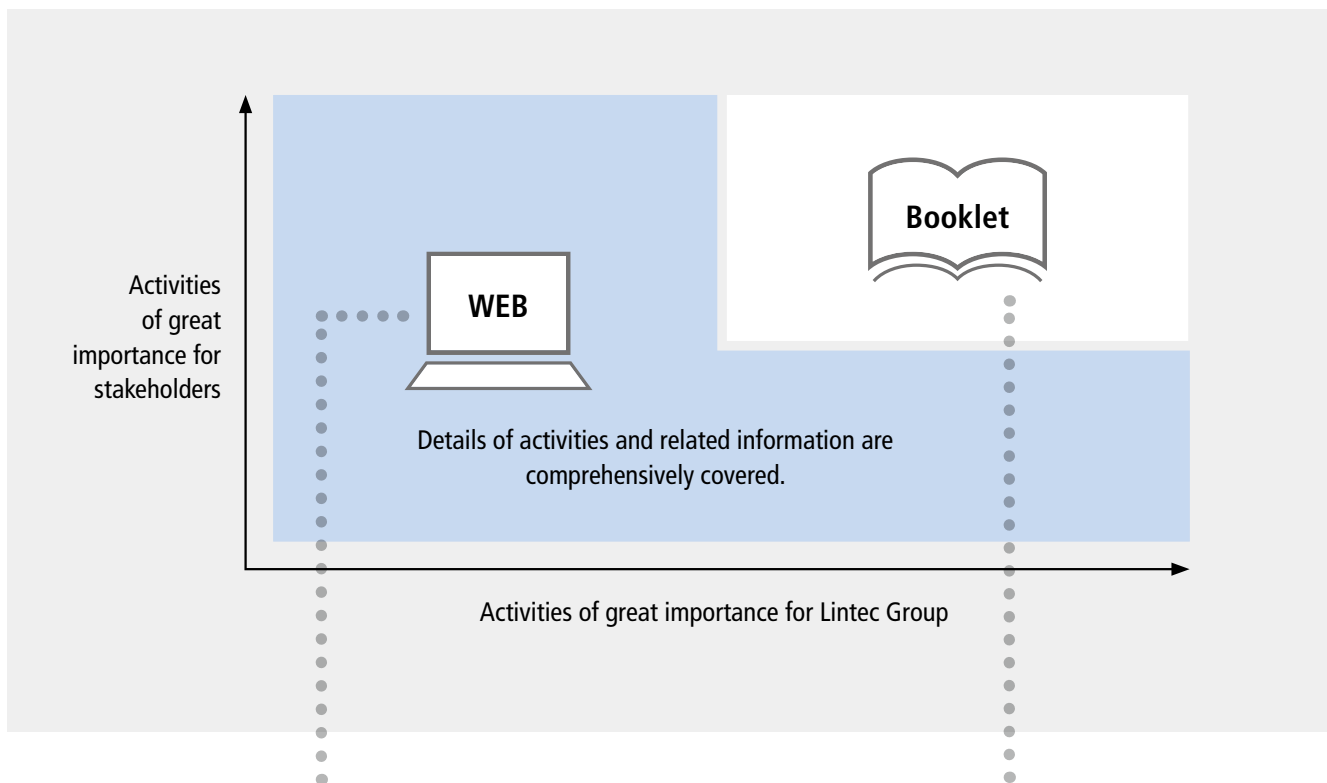 Booklet
Activities
of great
importance for
stakeholders
WEB
Details of activities and related information are
comprehensively covered.
Activities of great importance for Lintec Group